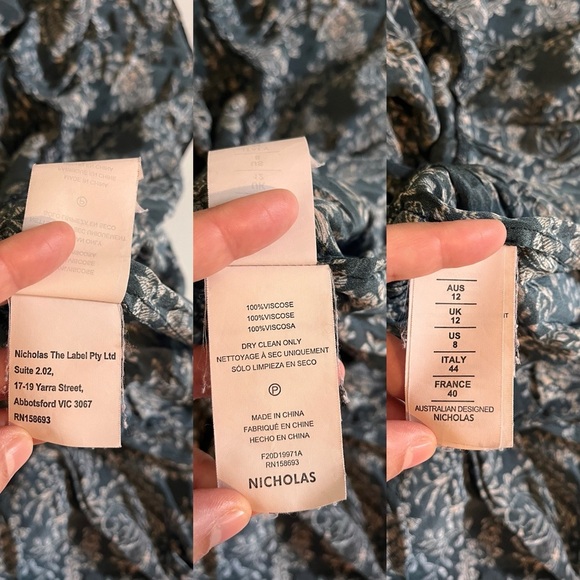 Nicholas The Label Pty Ltd
Suite 2.02,
17-19 Yarra Street,
Abbotsford VIC 3067
RN158693
100%VISCOSE
100%VISCOSE
100%VISCOSA
DRY CLEAN ONLY
NETTOYAGE À SEC UNIQUEMENT
SÓLO LIMPIEZA EN SECO
P
MADE IN CHINA
FABRIQUÉ EN CHINE
HECHO EN CHINA
F20D19971A
RN158693
NICHOLAS
AUS
12
UK
12
US
8
ITALY
44
FRANCE
40
AUSTRALIAN DESIGNED
NICHOLAS